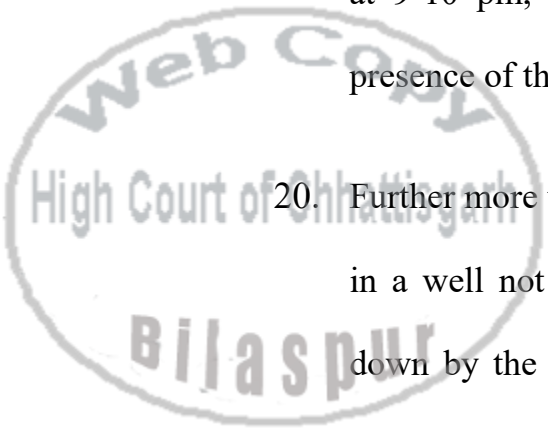 at 9-10 pm,
presence of th
20. Further more
in a well not
down by the
Web Copy
High Court of Chhattisgarh
Bilaspur